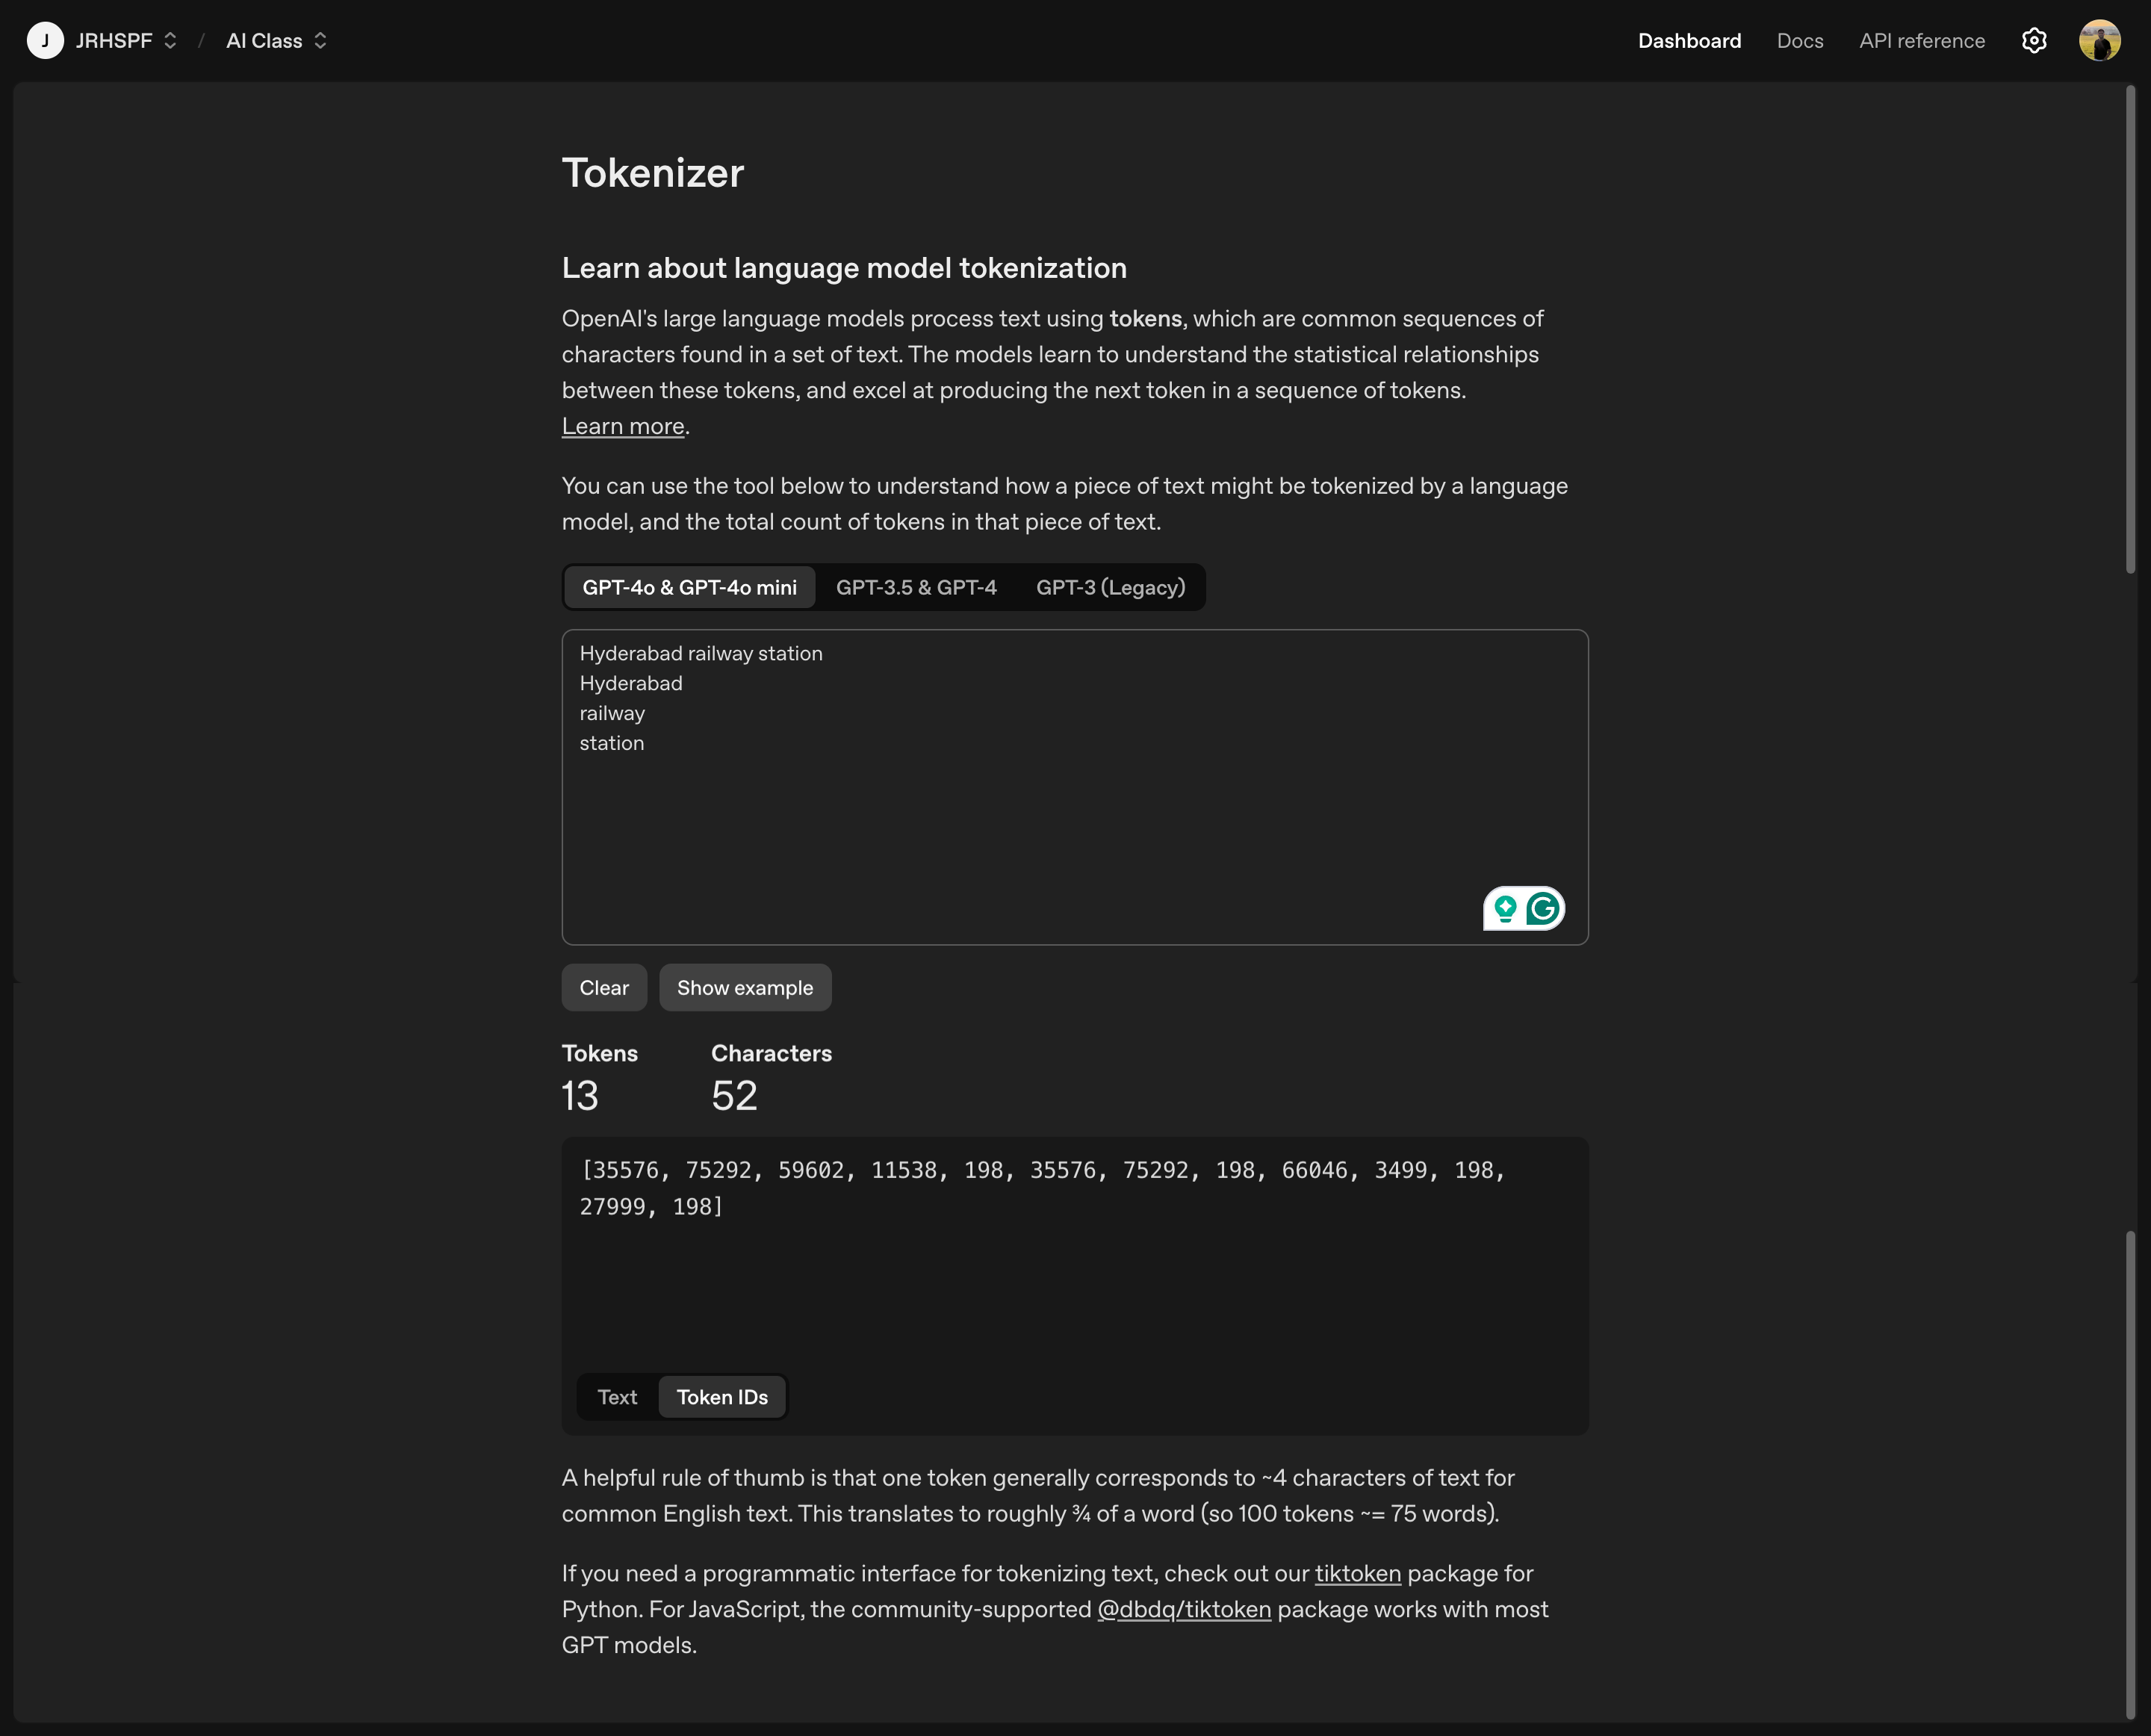 J JRHSPF / AI Class Dashboard Docs API reference
Tokenizer
Learn about language model tokenization
OpenAI's large language models process text using tokens, which are common sequences of
characters found in a set of text. The models learn to understand the statistical relationships
between these tokens, and excel at producing the next token in a sequence of tokens.
Learn more.
You can use the tool below to understand how a piece of text might be tokenized by a language
model, and the total count of tokens in that piece of text.
GPT-4o & GPT-4o mini GPT-3.5 & GPT-4 GPT-3 (Legacy)
Hyderabad railway station
Hyderabad
railway
station
Clear Show example
Tokens Characters
13 52
[35576, 75292, 59602, 11538, 198, 35576, 75292, 198, 66046, 3499, 198,
27999, 198]
Text Token IDs
A helpful rule of thumb is that one token generally corresponds to ~4 characters of text for
common English text. This translates to roughly ¾ of a word (so 100 tokens ~= 75 words).
If you need a programmatic interface for tokenizing text, check out our tiktoken package for
Python. For JavaScript, the community-supported @dbdq/tiktoken package works with most
GPT models.